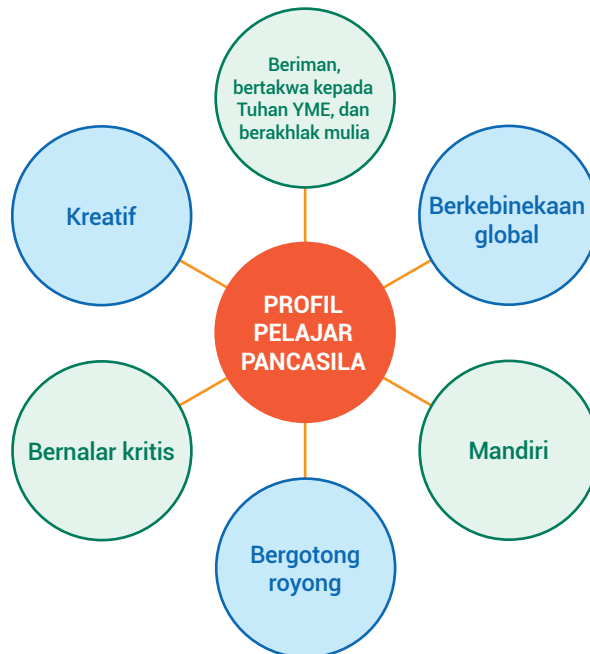 Beriman,
bertakwa kepada
Tuhan YME, dan
berakhlak mulia
Kreatif
Berkebinekaan
global
PROFIL
PELAJAR
PANCASILA
Bernalar kritis
Mandiri
Bergotong
royong